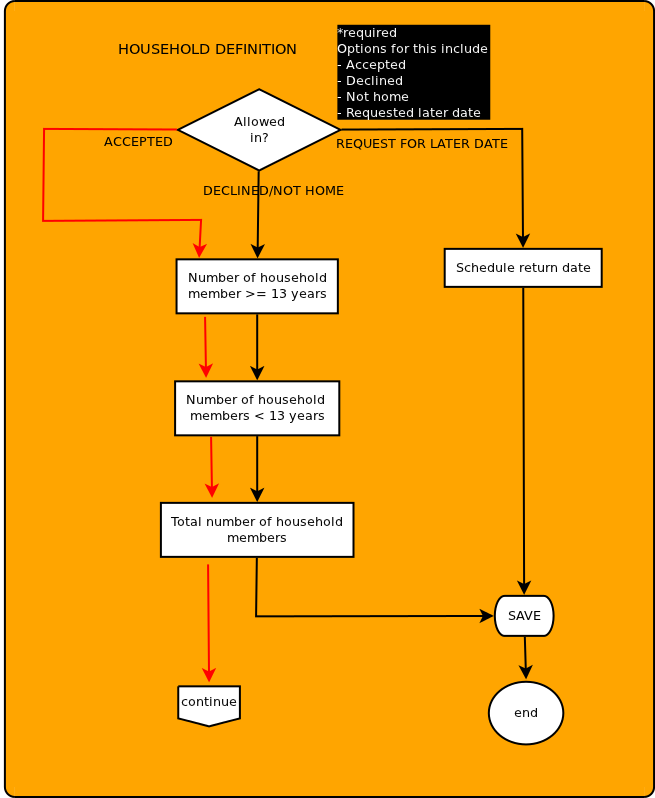 HOUSEHOLD DEFINITION
*required
Options for this include
- Accepted
- Declined
- Not home
- Requested later date
Allowed
in?
ACCEPTED
REQUEST FOR LATER DATE
DECLINED/NOT HOME
Number of household
member >= 13 years
Schedule return date
Number of household
members < 13 years
Total number of household
members
SAVE
continue
end